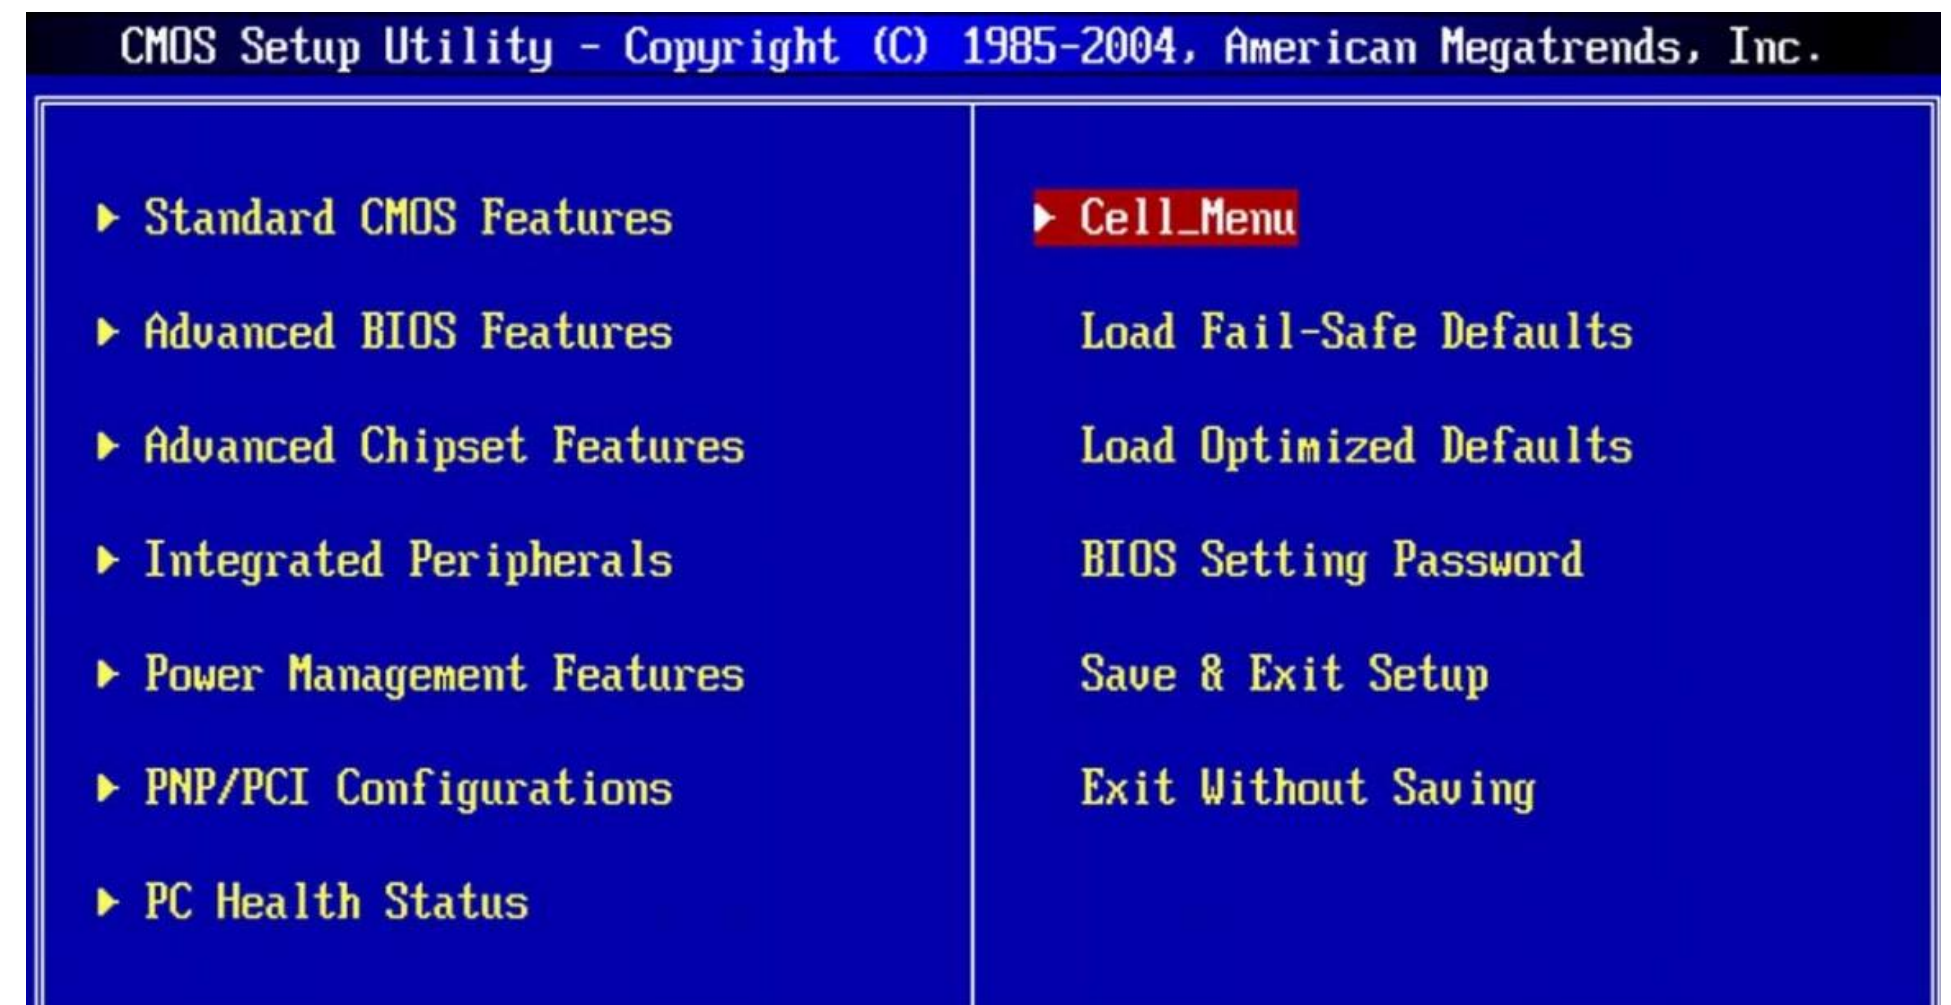 CMOS Setup Utility - Copyright (C) 1985-2004, American Megatrends, Inc.
Standard CMOS Features
Advanced BIOS Features
Advanced Chipset Features
Integrated Peripherals
Power Management Features
PNP/PCI Configurations
PC Health Status
Cell_Menu
Load Fail-Safe Defaults
Load Optimized Defaults
BIOS Setting Password
Save & Exit Setup
Exit Without Saving